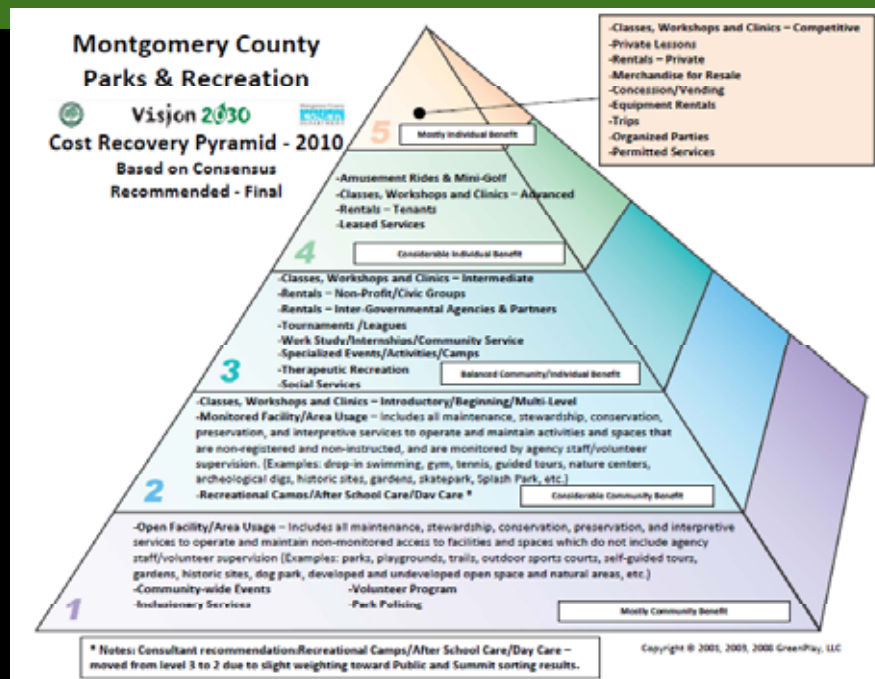 Montgomery County
Parks & Recreation
Vision 2030
Cost Recovery Pyramid - 2010
Based on Consensus
Recommended - Final
-Classes, Workshops and Clinics – Competitive
-Private Lessons
-Rentals – Private
-Merchandise for Resale
-Concession/Vending
-Equipment Rentals
-Trips
-Organized Parties
-Permitted Services
5
Mostly Individual Benefit
-Amusement Rides & Mini-Golf
-Classes, Workshops and Clinics – Advanced
-Rentals – Tenants
-Leased Services
4
Considerable Individual Benefit
-Classes, Workshops and Clinics – Intermediate
-Rentals – Non-Profit/Civic Groups
-Rentals – Inter-Governmental Agencies & Partners
-Tournaments /Leagues
-Work Study/Internships/Community Service
-Specialized Events/Activities/Camps
-Therapeutic Recreation
-Social Services
3
Balanced Community/Individual Benefit
-Classes, Workshops and Clinics – Introductory/Beginning/Multi-Level
-Monitored Facility/Area Usage – Includes all maintenance, stewardship, conservation,
preservation, and interpretive services to operate and maintain activities and spaces that
are non-registered and non-instructed, and are monitored by agency staff/volunteer
supervision. (Examples: drop-in swimming, gym, tennis, guided tours, nature centers,
archeological digs, historic sites, gardens, skatepark, Splash Park, etc.)
-Recreational Camps/After School Care/Day Care *
2
Considerable Community Benefit
-Open Facility/Area Usage – Includes all maintenance, stewardship, conservation, preservation, and interpretive
services to operate and maintain non-monitored access to facilities and spaces which do not include agency
staff/volunteer supervision (Examples: parks, playgrounds, trails, outdoor sports courts, self-guided tours,
gardens, historic sites, dog park, developed and undeveloped open space and natural areas, etc.)
-Community-wide Events -Volunteer Program
-Inclusionary Services -Park Policing
1
Mostly Community Benefit
* Notes: Consultant recommendation:Recreational Camps/After School Care/Day Care –
moved from level 3 to 2 due to slight weighting toward Public and Summit sorting results.
Copyright © 2001, 2003, 2008 GreenPlay, LLC